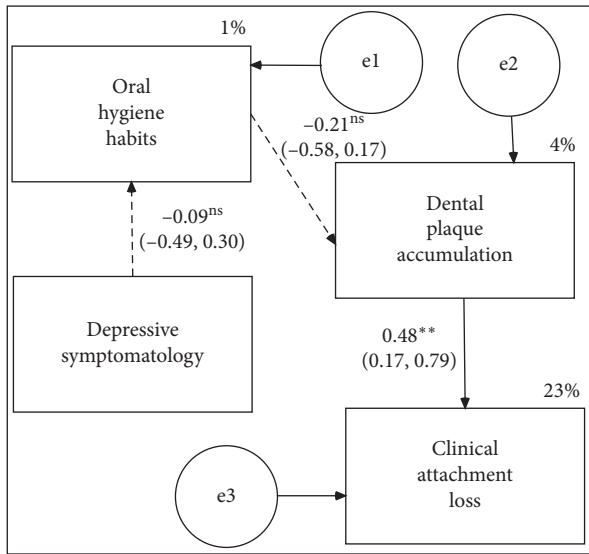 1%
e1
e2
Oral
hygiene
habits
−0.21ns
(−0.58, 0.17)
4%
Dental
plaque
accumulation
−0.09ns
(−0.49, 0.30)
Depressive
symptomatology
0.48**
(0.17, 0.79)
23%
Clinical
attachment
loss
e3